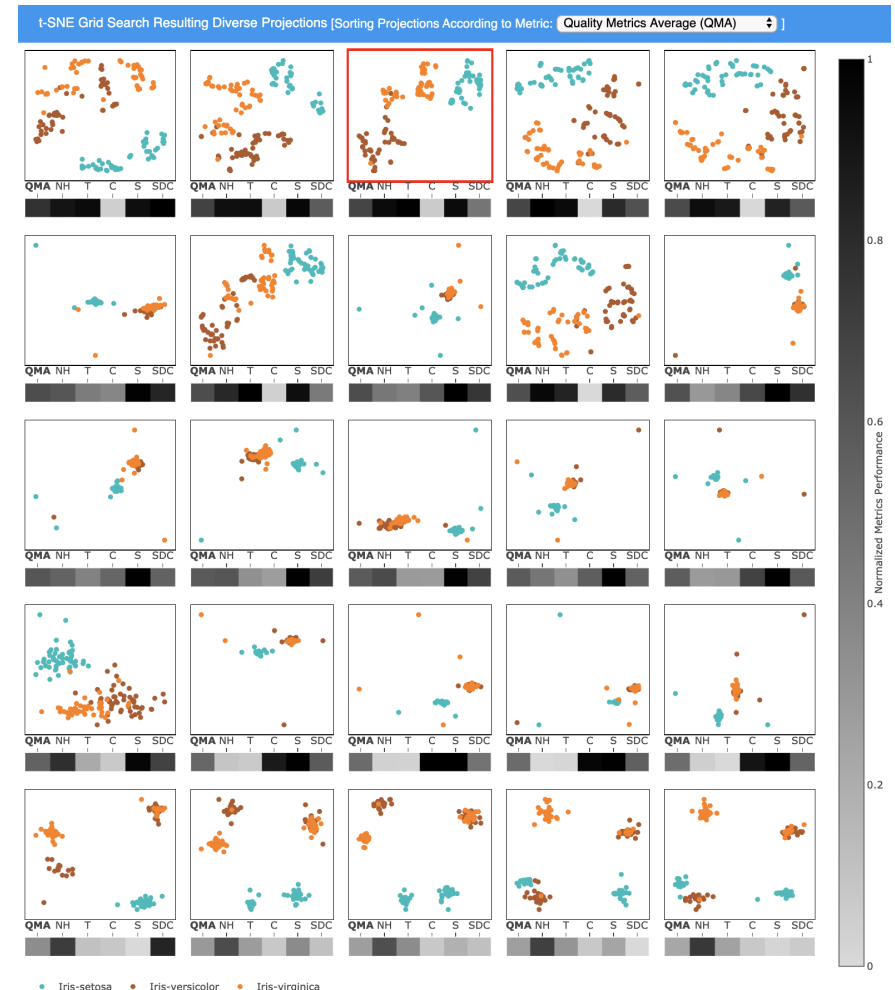 t-SNE Grid Search Resulting Diverse Projections [Sorting Projections According to Metric: Quality Metrics Average (QMA) ]
QMA NH T C S SDC QMA NH T C S SDC QMA NH T C S SDC QMA NH T C S SDC QMA NH T C S SDC
QMA NH T C S SDC QMA NH T C S SDC QMA NH T C S SDC QMA NH T C S SDC QMA NH T C S SDC
QMA NH T C S SDC QMA NH T C S SDC QMA NH T C S SDC QMA NH T C S SDC QMA NH T C S SDC
QMA NH T C S SDC QMA NH T C S SDC QMA NH T C S SDC QMA NH T C S SDC QMA NH T C S SDC
QMA NH T C S SDC QMA NH T C S SDC QMA NH T C S SDC QMA NH T C S SDC QMA NH T C S SDC
Iris-setosa Iris-versicolor Iris-virginica
1
0.8
0.6
0.4
0.2
0
Normalized Metrics Performance